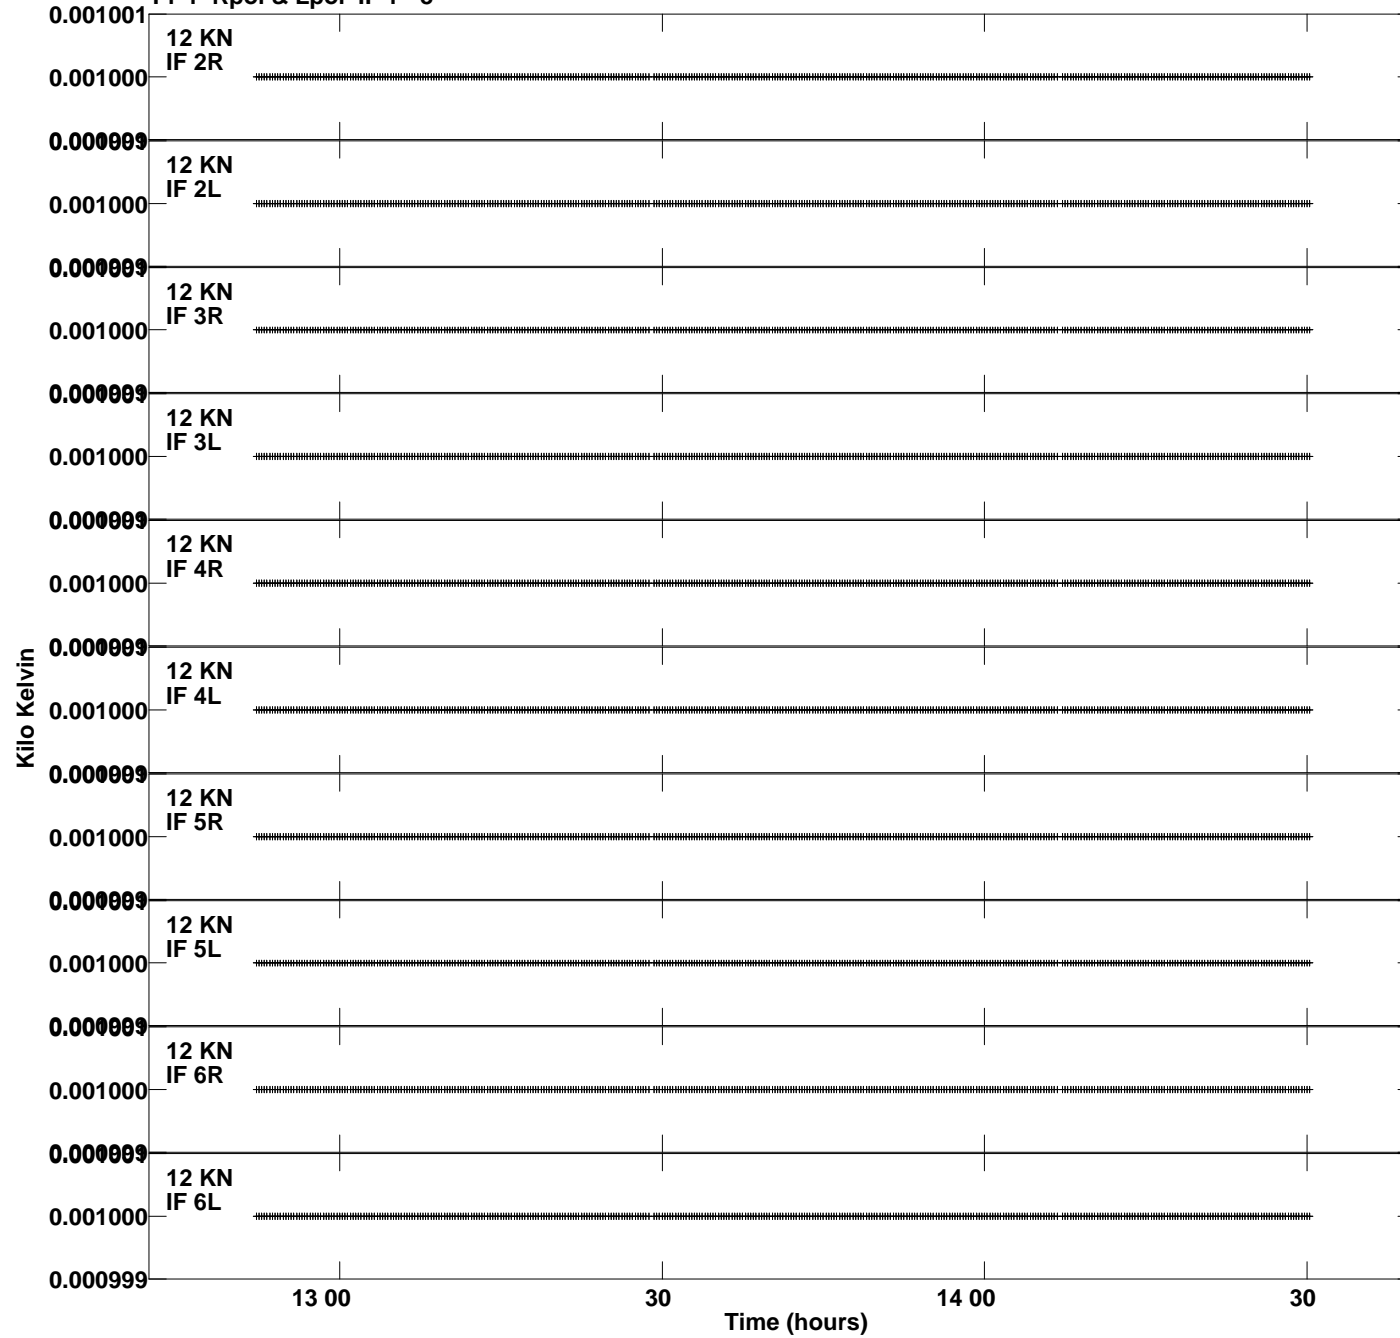 0.001001
12 KN
IF 2R
0.001000
12 KN
IF 2L
0.001000
12 KN
IF 3R
0.001000
12 KN
IF 3L
0.001000
12 KN
IF 4R
0.001000
12 KN
IF 4L
0.001000
12 KN
IF 5R
0.001000
12 KN
IF 5L
0.001000
12 KN
IF 6R
0.001000
12 KN
IF 6L
0.001000
0.000999
Kilo Kelvin
13 00 30 14 00 30
Time (hours)